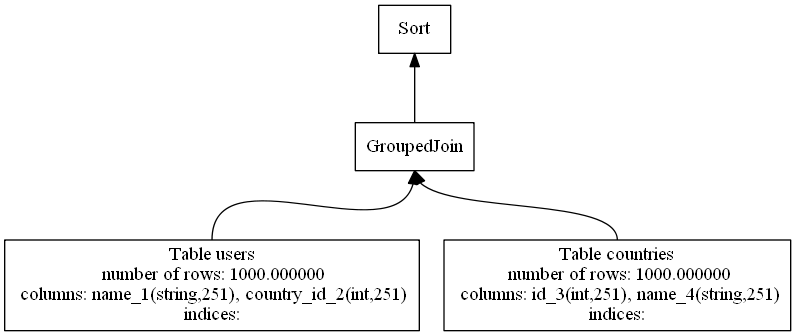 Sort
GroupedJoin
Table users
number of rows: 1000.000000
columns: name_1(string,251), country_id_2(int,251)
indices:
Table countries
number of rows: 1000.000000
columns: id_3(int,251), name_4(string,251)
indices: